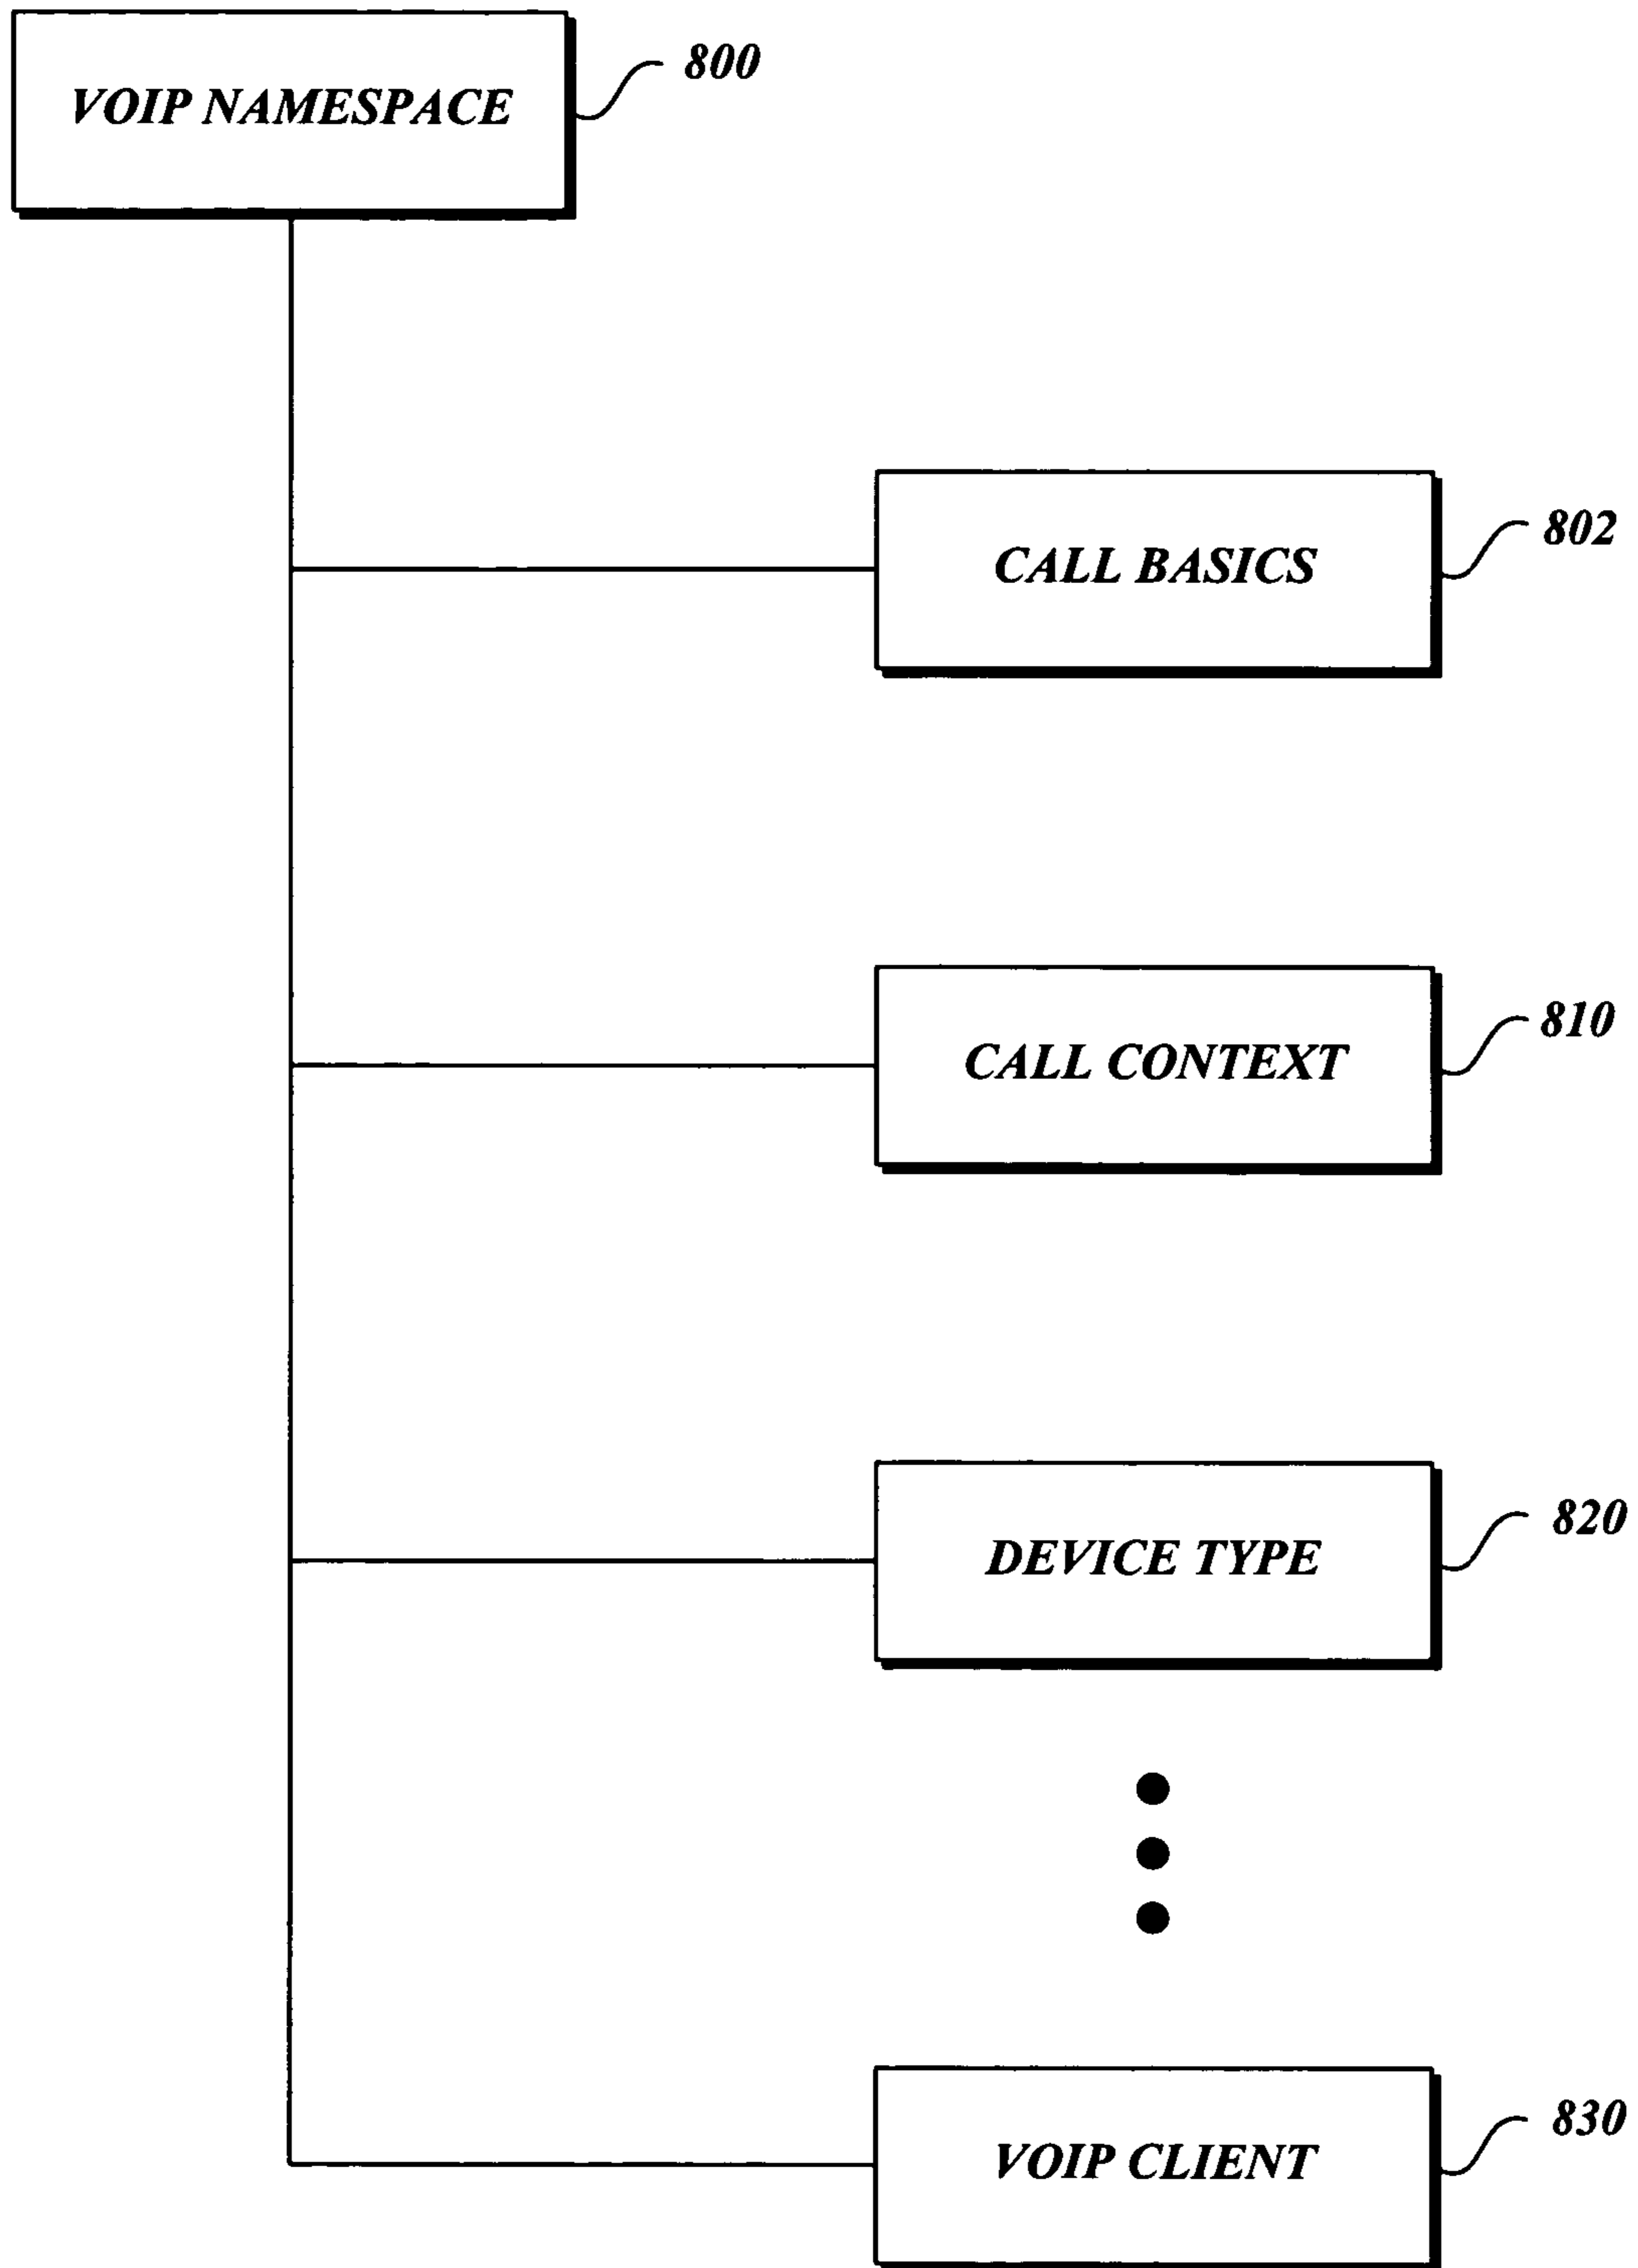 VOIP NAMESPACE
800
CALL BASICS
802
CALL CONTEXT
810
DEVICE TYPE
820
VOIP CLIENT
830